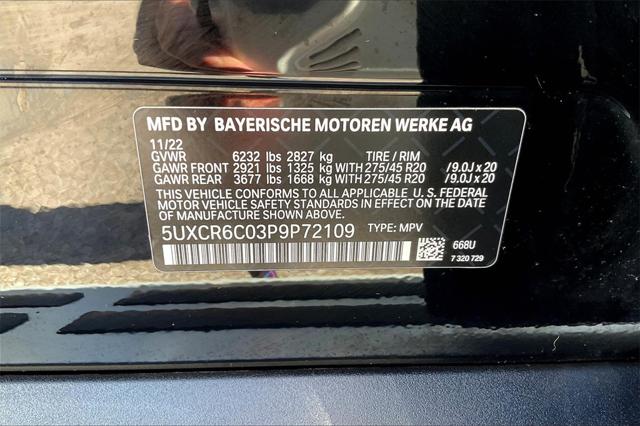 MFD BY BAYERISCHE MOTOREN WERKE AG
11/22
GVWR 6232 lbs 2827 kg TIRE / RIM
GAWR FRONT 2921 lbs 1325 kg WITH 275/45 R20 /9.0J x 20
GAWR REAR 3677 lbs 1668 kg WITH 275/45 R20 /9.0J x 20
THIS VEHICLE CONFORMS TO ALL APPLICABLE U. S. FEDERAL
MOTOR VEHICLE SAFETY STANDARDS IN EFFECT ON THE DATE
OF MANUFACTURE SHOWN ABOVE.
5UXCR6C03P9P72109 TYPE: MPV
668U
7 320 729